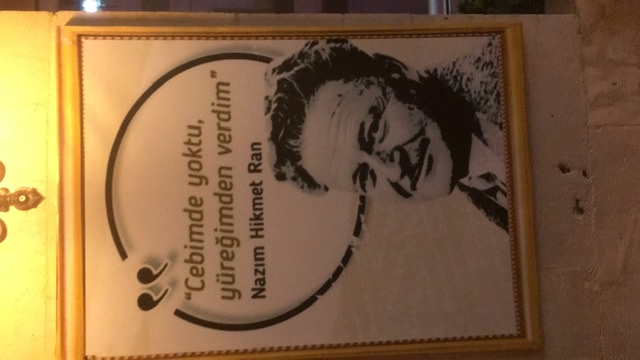 “Cebimde yoktu,
yüreğimden verdim”
Nazım Hikmet Ran